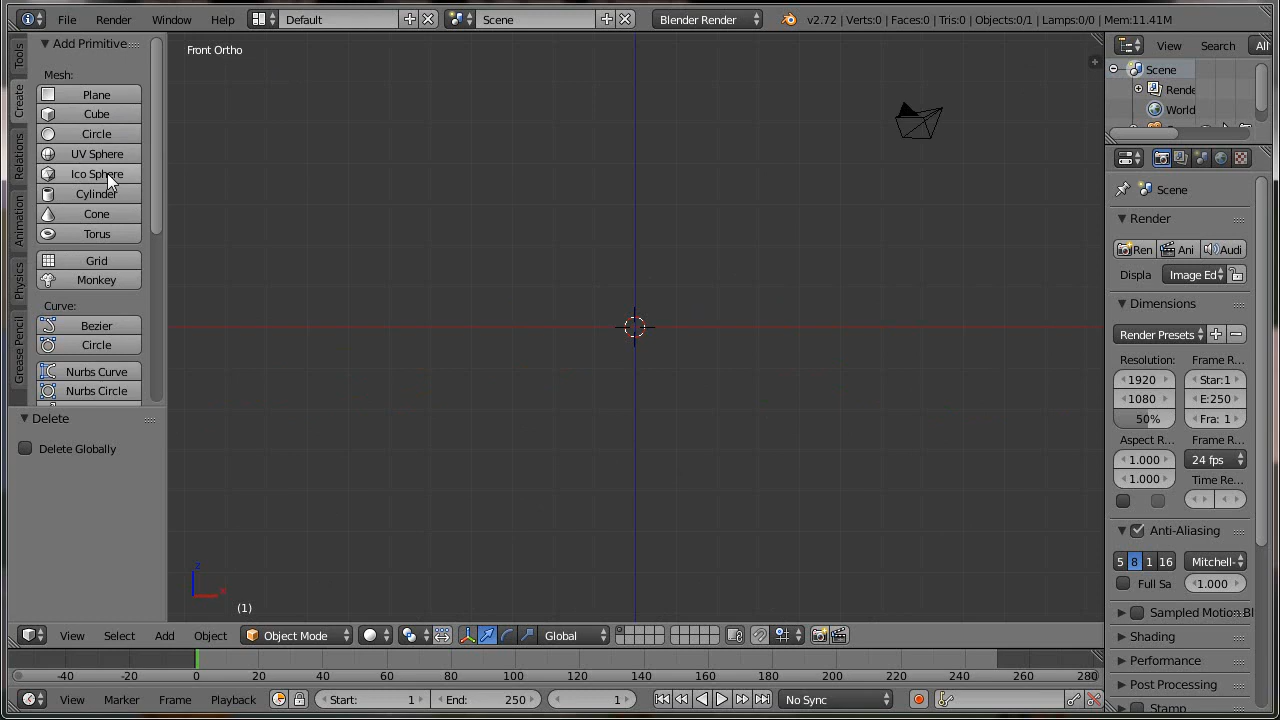 File Render Window Help Default Scene Blender Render v2.72 | Verts:0 | Faces:0 | Tris:0 | Objects:0/1 | Lamps:0/0 | Mem:11.41M
Tools
Create
Relations
Animation
Physics
Grease Pencil
Add Primitive
Mesh:
Plane
Cube
Circle
UV Sphere
Ico Sphere
Cylinder
Cone
Torus
Grid
Monkey
Curve:
Bezier
Circle
Nurbs Curve
Nurbs Circle
Delete
Delete Globally
Front Ortho
z
x
(1)
View Search All
Scene
Rende
World
Scene
Render
Ren Ani Audi
Displa Image Ed
Dimensions
Render Presets
Resolution: Frame R...
1920 Star:1
1080 E:250
50% Fra: 1
Aspect R... Frame R...
1.000 24 fps
1.000 Time Re...
Anti-Aliasing
5 8 1 16 Mitchell-
Full Sa 1.000
Sampled Motion Bl
Shading
Performance
Post Processing
Stamp
View Select Add Object Object Mode Global
-40 -20 0 20 40 60 80 100 120 140 160 180 200 220 240 260 280
View Marker Frame Playback Start: 1 End: 250 1 No Sync